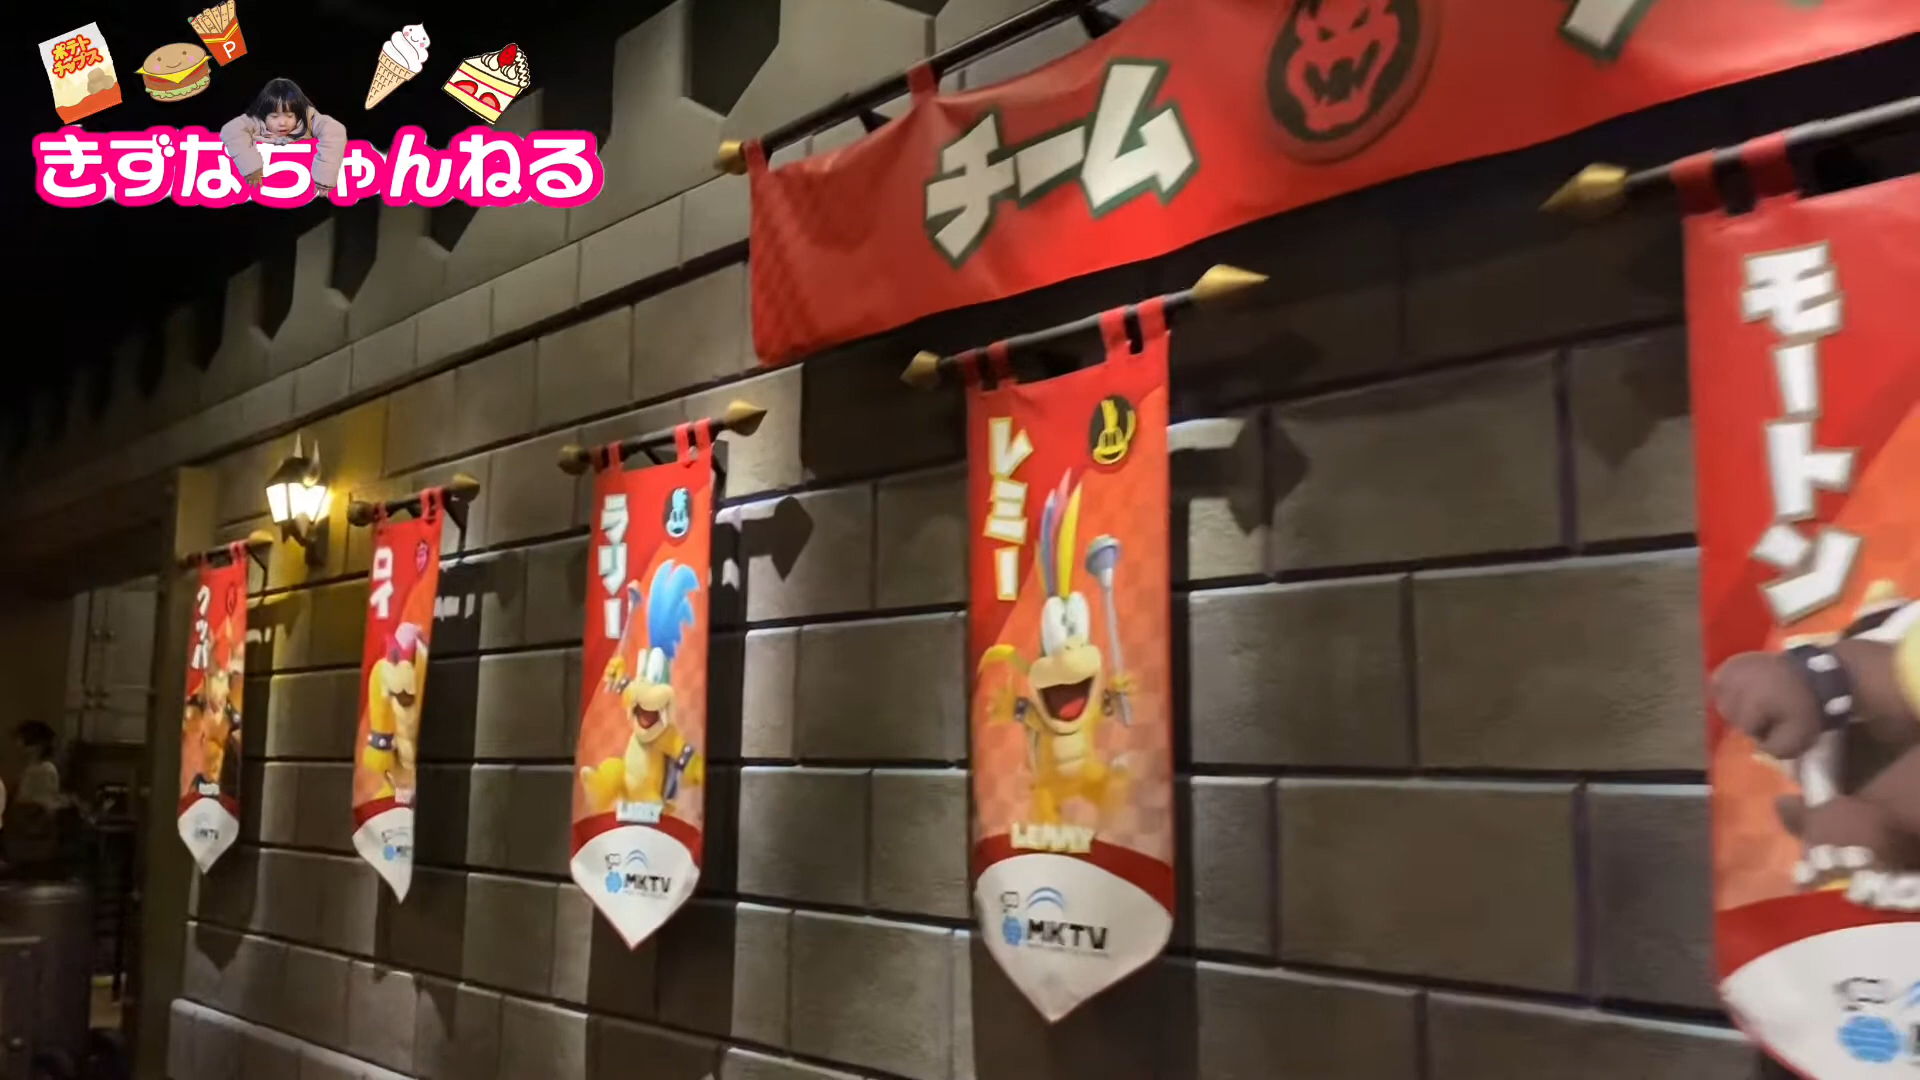 ポテト
チップス
P
きずなちゃんねる
チーム
クッパ
ロイ
ラリー
LARRY
MKTV
レミー
LEMMY
MKTV
モートン
MKTV